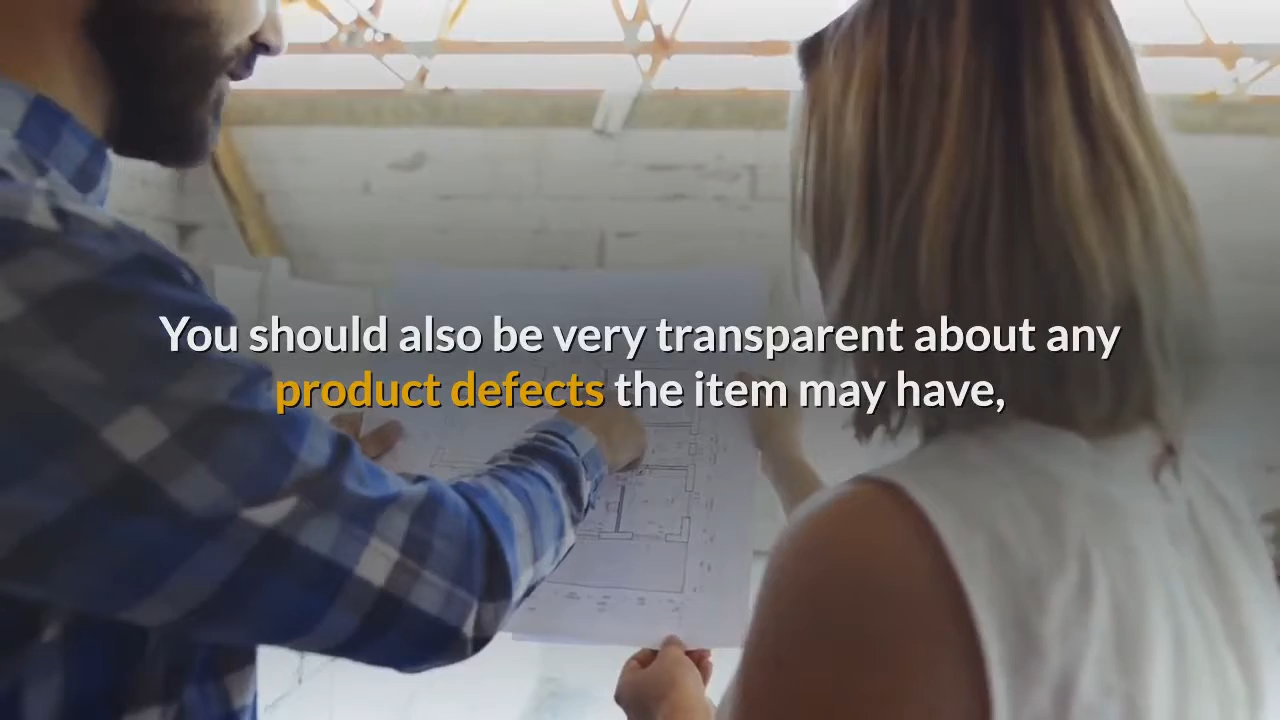 You should also be very transparent about any
product defects the item may have,